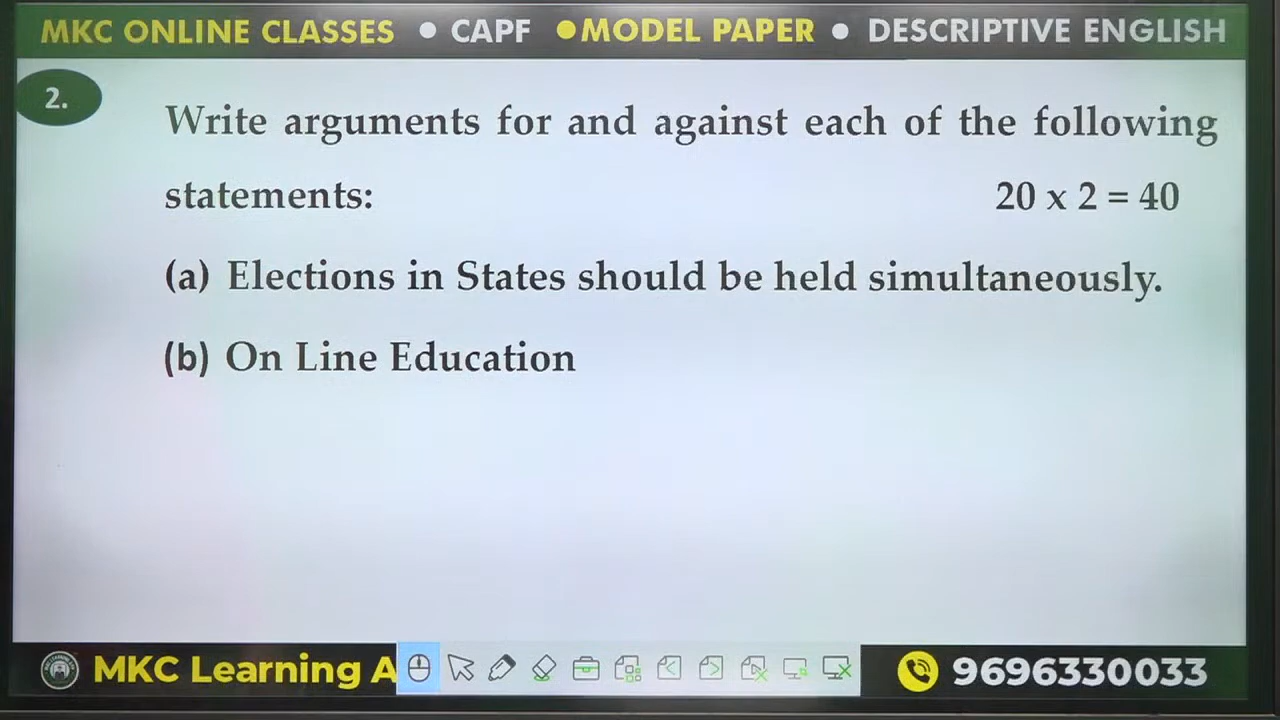 MKC ONLINE CLASSES • CAPF • MODEL PAPER • DESCRIPTIVE ENGLISH
2.
Write arguments for and against each of the following
statements: 20 x 2 = 40
(a) Elections in States should be held simultaneously.
(b) On Line Education
MKC Learning A
9696330033